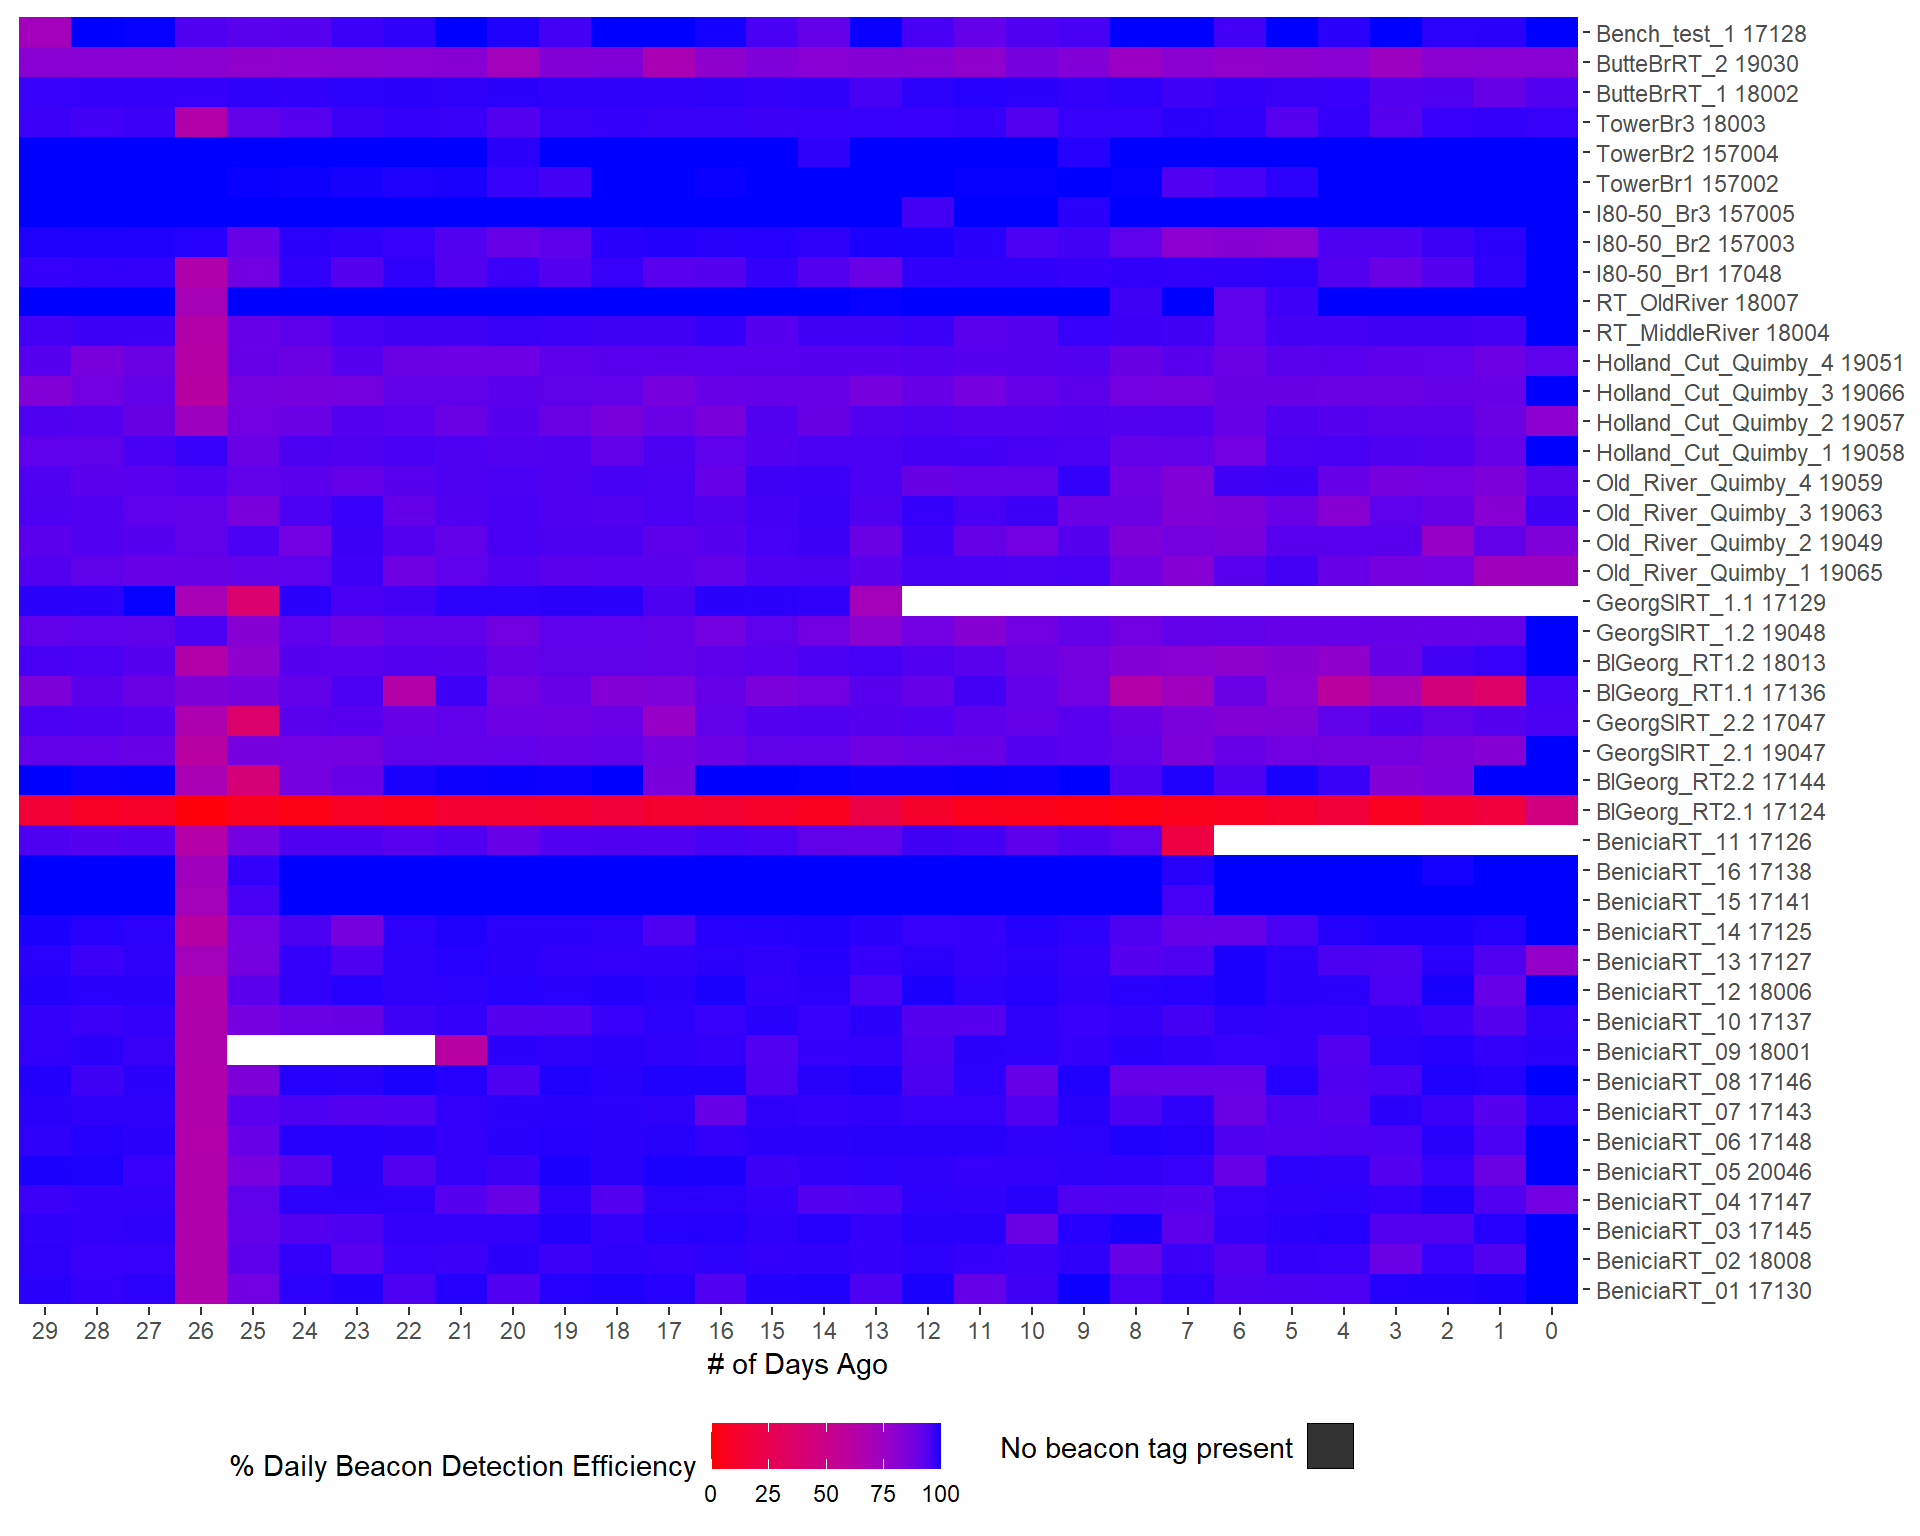 Bench_test_1 17128
ButteBrRT_2 19030
ButteBrRT_1 18002
TowerBr3 18003
TowerBr2 157004
TowerBr1 157002
I80-50_Br3 157005
I80-50_Br2 157003
I80-50_Br1 17048
RT_OldRiver 18007
RT_MiddleRiver 18004
Holland_Cut_Quimby_4 19051
Holland_Cut_Quimby_3 19066
Holland_Cut_Quimby_2 19057
Holland_Cut_Quimby_1 19058
Old_River_Quimby_4 19059
Old_River_Quimby_3 19063
Old_River_Quimby_2 19049
Old_River_Quimby_1 19065
GeorgSlRT_1.1 17129
GeorgSlRT_1.2 19048
BlGeorg_RT1.2 18013
BlGeorg_RT1.1 17136
GeorgSlRT_2.2 17047
GeorgSlRT_2.1 19047
BlGeorg_RT2.2 17144
BlGeorg_RT2.1 17124
BeniciaRT_11 17126
BeniciaRT_16 17138
BeniciaRT_15 17141
BeniciaRT_14 17125
BeniciaRT_13 17127
BeniciaRT_12 18006
BeniciaRT_10 17137
BeniciaRT_09 18001
BeniciaRT_08 17146
BeniciaRT_07 17143
BeniciaRT_06 17148
BeniciaRT_05 20046
BeniciaRT_04 17147
BeniciaRT_03 17145
BeniciaRT_02 18008
BeniciaRT_01 17130
29 28 27 26 25 24 23 22 21 20 19 18 17 16 15 14 13 12 11 10 9 8 7 6 5 4 3 2 1 0
# of Days Ago
% Daily Beacon Detection Efficiency
0 25 50 75 100
No beacon tag present